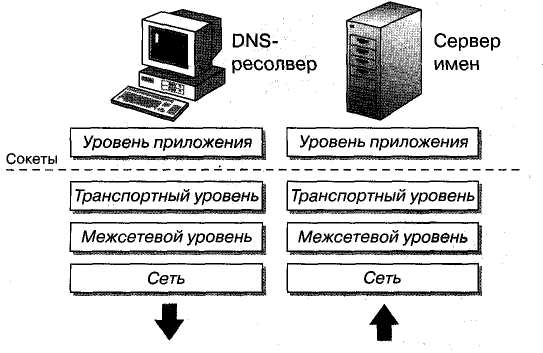 DNS-
ресолвер
Сервер
имен
Уровень приложения
Уровень приложения
Сокеты
Транспортный уровень
Транспортный уровень
Межсетевой уровень
Межсетевой уровень
Сеть
Сеть